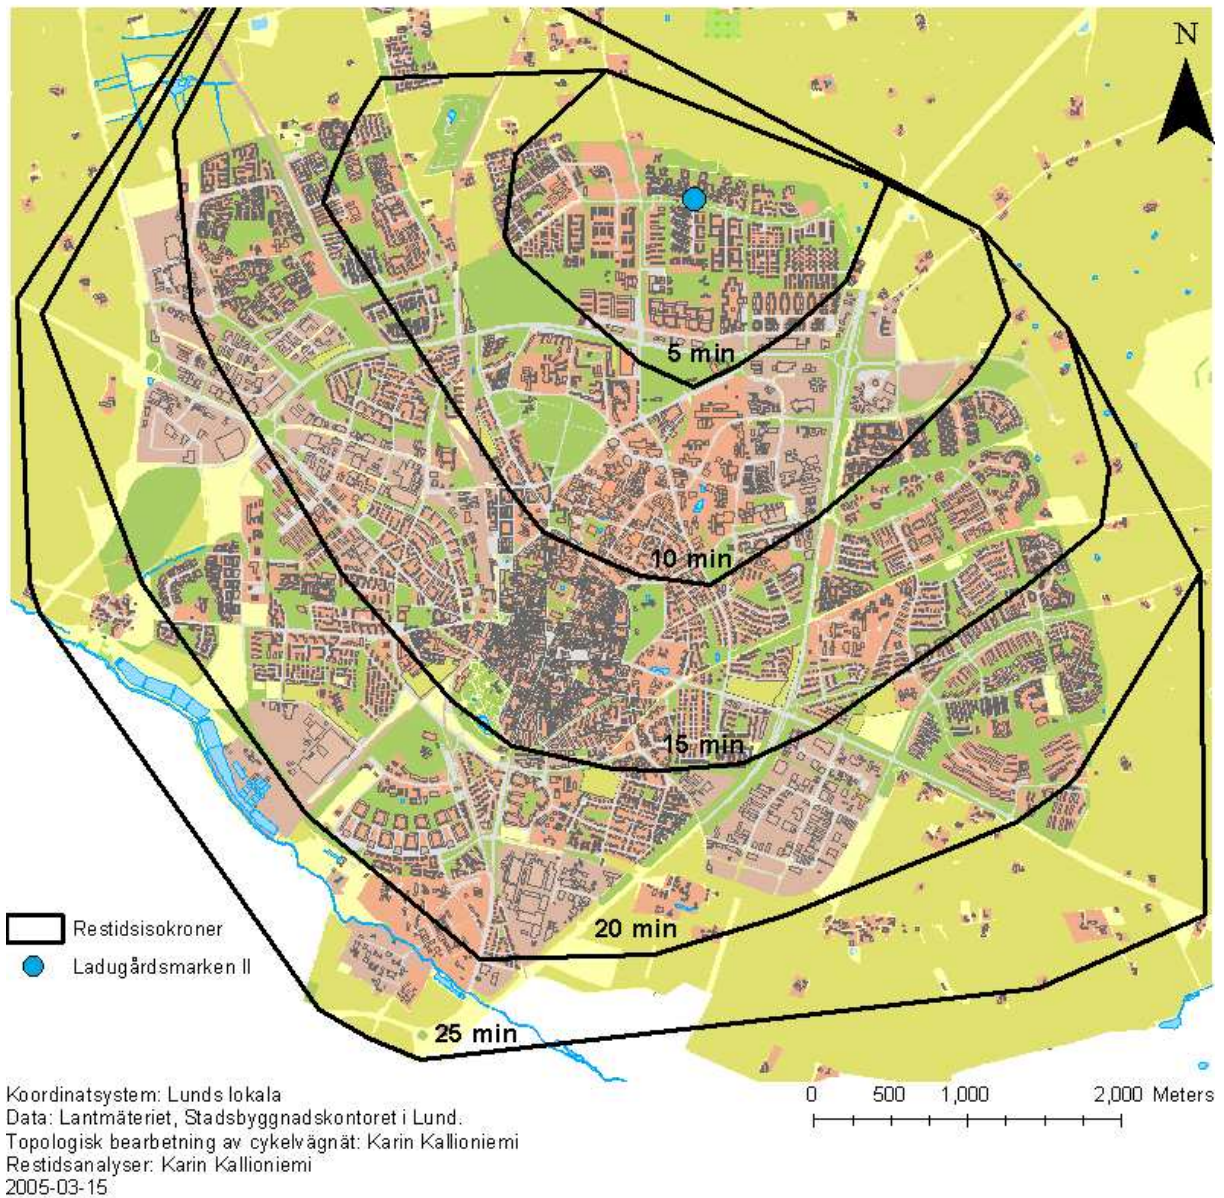 N
5 min
10 min
15 min
20 min
25 min
Restidsisokroner
Ladugårdsmarken II
0 500 1,000 2,000 Meters
Koordinatsystem: Lunds lokala
Data: Lantmäteriet, Stadsbyggnadskontoret i Lund.
Topologisk bearbetning av cykelvägnät: Karin Kallioniemi
Restidsanalyser: Karin Kallioniemi
2005-03-15